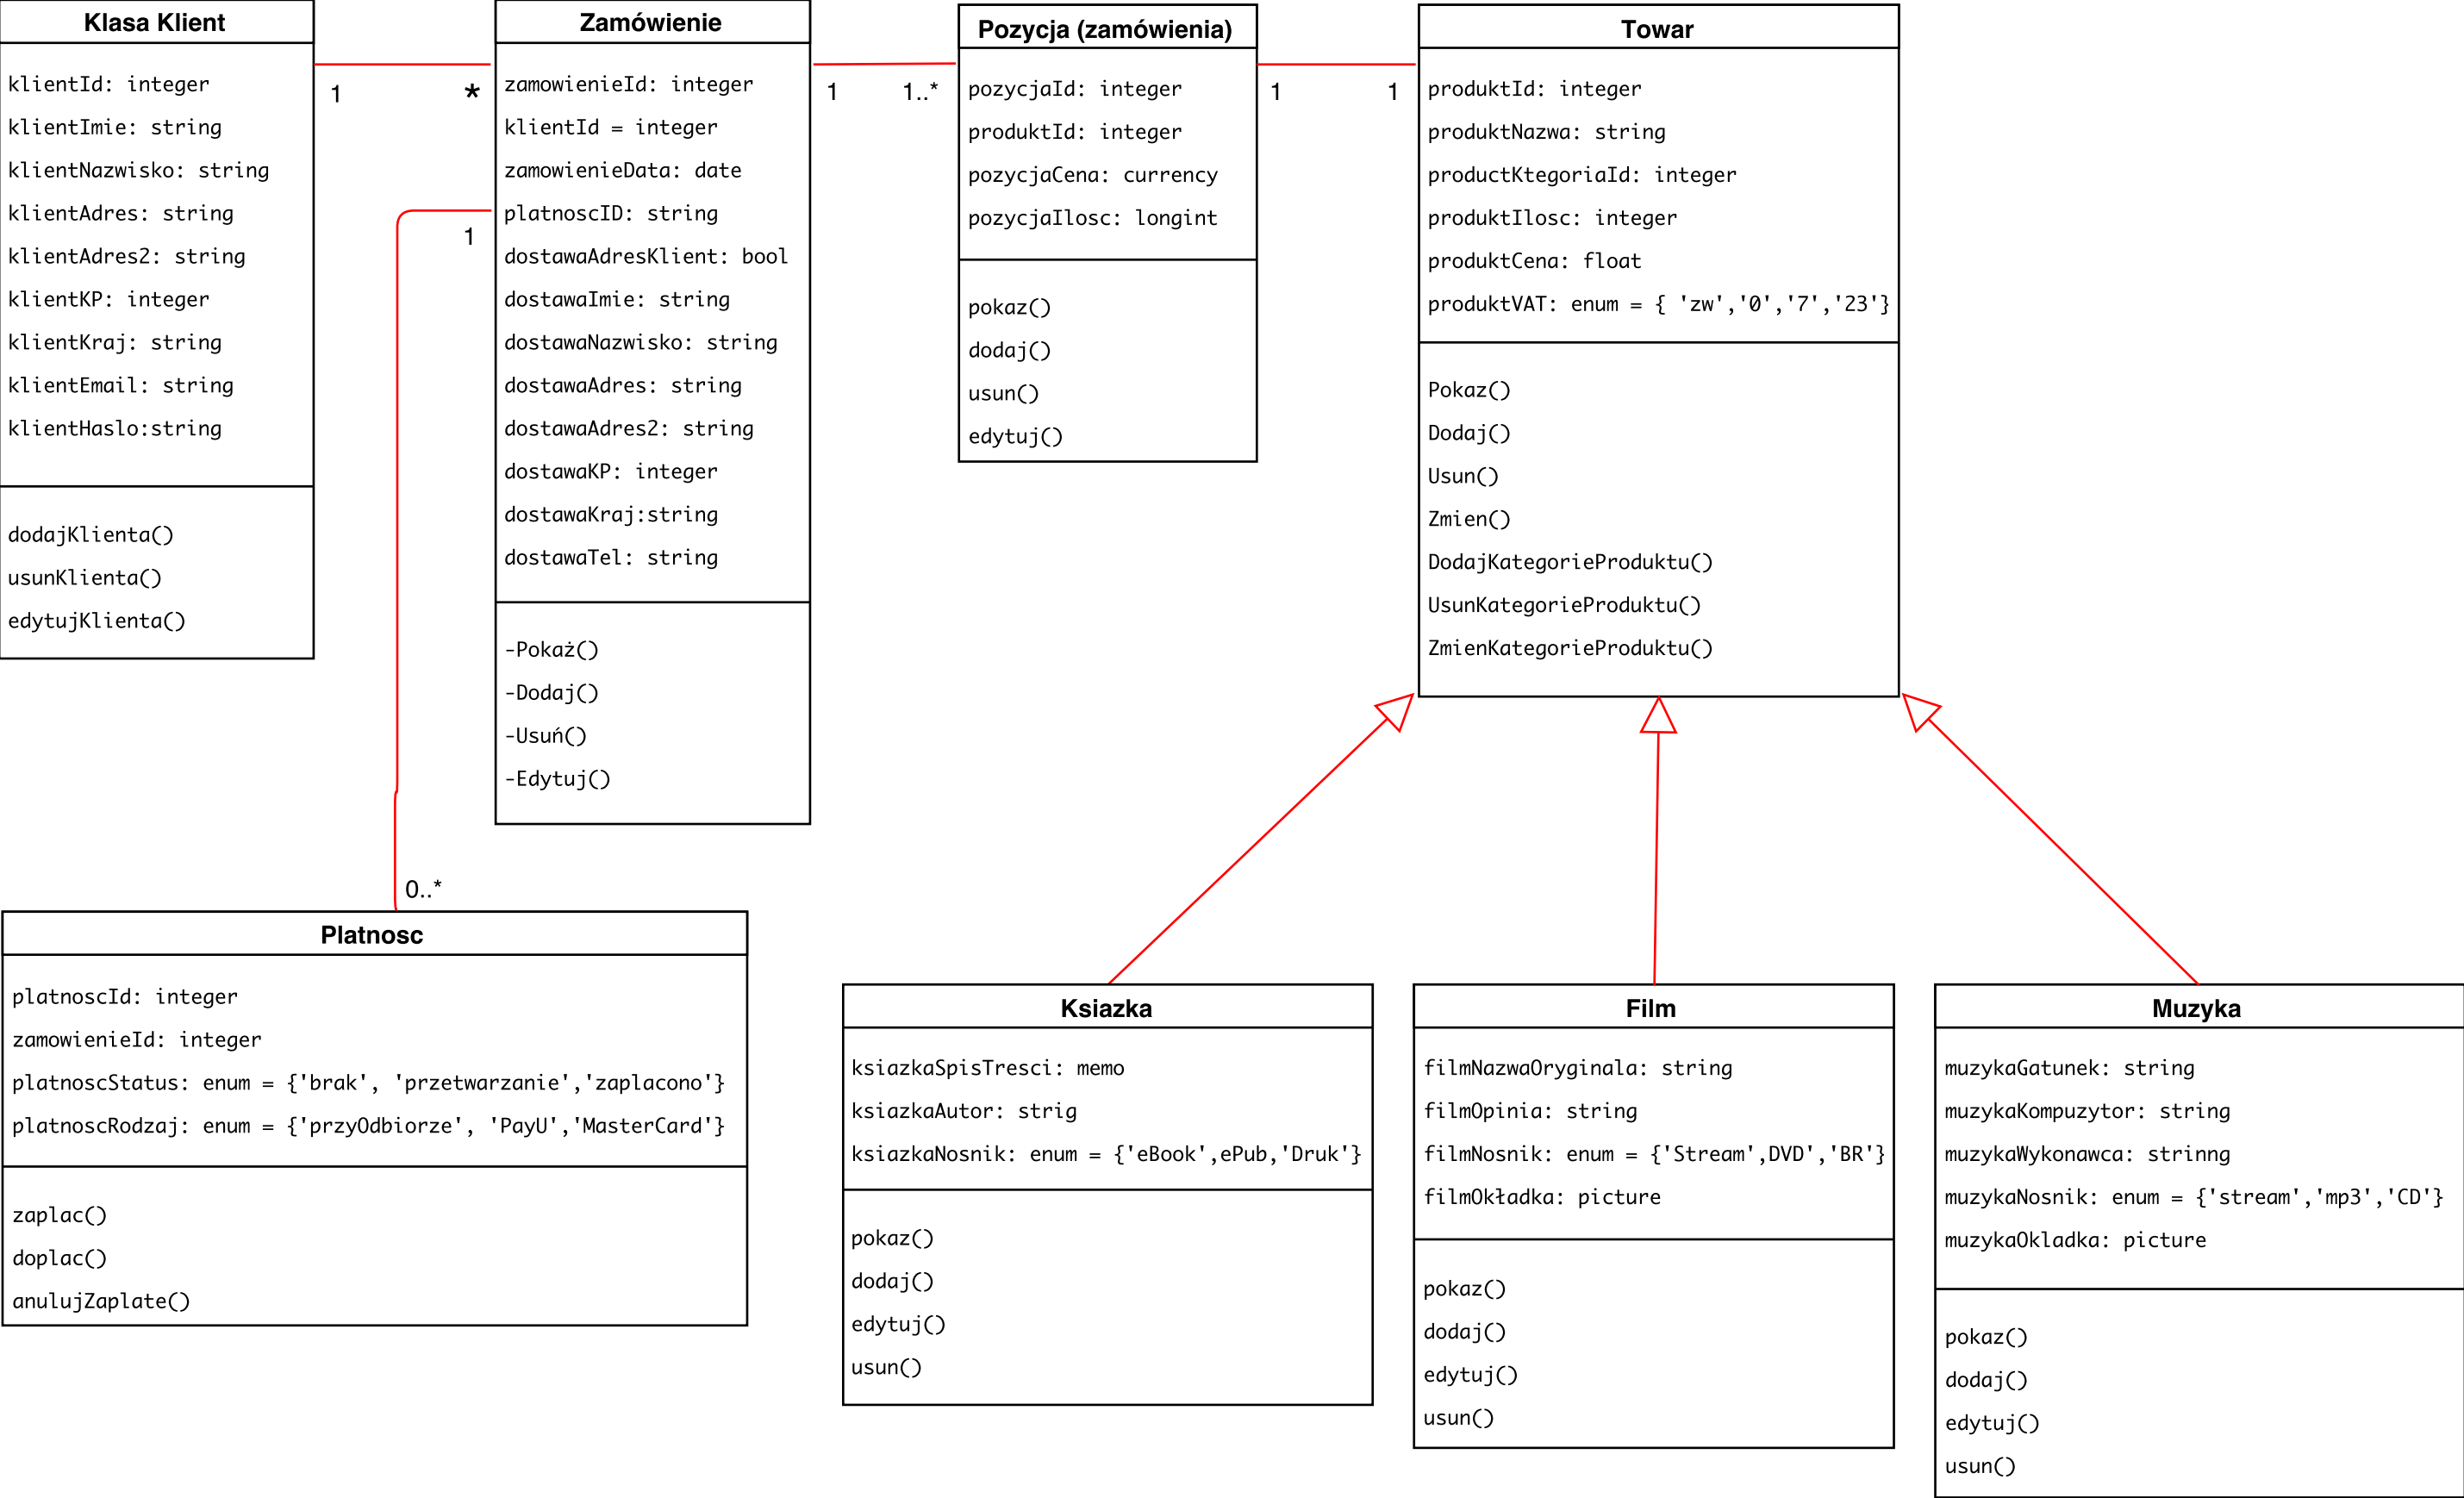 Klasa Klient
klientId: integer
klientImie: string
klientNazwisko: string
klientAdres: string
klientAdres2: string
klientKP: integer
klientKraj: string
klientEmail: string
klientHaslo:string
dodajKlienta()
usunKlienta()
edytujKlienta()
1
*
Zamówienie
zamowienieId: integer
klientId = integer
zamowienieData: date
platnoscID: string
dostawaAdresKlient: bool
dostawaImie: string
dostawaNazwisko: string
dostawaAdres: string
dostawaAdres2: string
dostawaKP: integer
dostawaKraj:string
dostawaTel: string
-Pokaż()
-Dodaj()
-Usuń()
-Edytuj()
1
1..*
Pozycja (zamówienia)
pozycjaId: integer
produktId: integer
pozycjaCena: currency
pozycjaIlosc: longint
pokaz()
dodaj()
usun()
edytuj()
1
1
Towar
produktId: integer
produktNazwa: string
productKtegoriaId: integer
produktIlosc: integer
produktCena: float
produktVAT: enum = { 'zw','0','7','23'}
Pokaz()
Dodaj()
Usun()
Zmien()
DodajKategorieProduktu()
UsunKategorieProduktu()
ZmienKategorieProduktu()
1
0..*
Platnosc
platnoscId: integer
zamowienieId: integer
platnoscStatus: enum = {'brak', 'przetwarzanie','zaplacono'}
platnoscRodzaj: enum = {'przyOdbiorze', 'PayU','MasterCard'}
zaplac()
doplac()
anulujZaplate()
Ksiazka
ksiazkaSpisTresci: memo
ksiazkaAutor: strig
ksiazkaNosnik: enum = {'eBook',ePub,'Druk'}
pokaz()
dodaj()
edytuj()
usun()
Film
filmNazwaOryginala: string
filmOpinia: string
filmNosnik: enum = {'Stream',DVD','BR'}
filmOkładka: picture
pokaz()
dodaj()
edytuj()
usun()
Muzyka
muzykaGatunek: string
muzykaKompuzytor: string
muzykaWykonawca: strinng
muzykaNosnik: enum = {'stream','mp3','CD'}
muzykaOkladka: picture
pokaz()
dodaj()
edytuj()
usun()